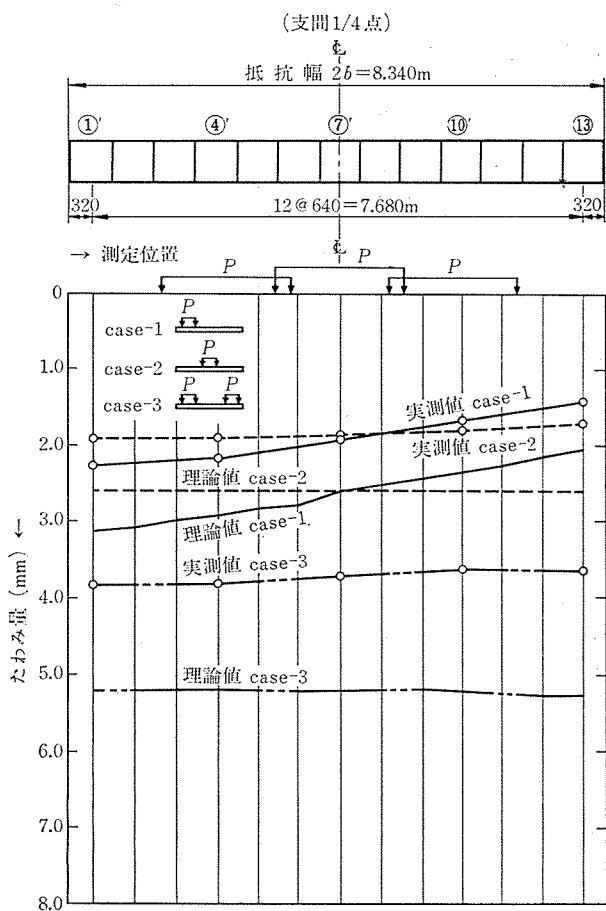 (支間1/4点)
℄
抵抗幅 2b=8.340m
①′ ④′ ⑦′ ⑩′ ⑬
320 12@640=7.680m 320
℄
→ 測定位置
P P P
0
P
case-1
P
case-2
P P
case-3
1.0
実測値 case-1
2.0
実測値 case-2
理論値 case-2
3.0
理論値 case-1
実測値 case-3
4.0
たわみ量(mm) ←
5.0
理論値 case-3
6.0
7.0
8.0